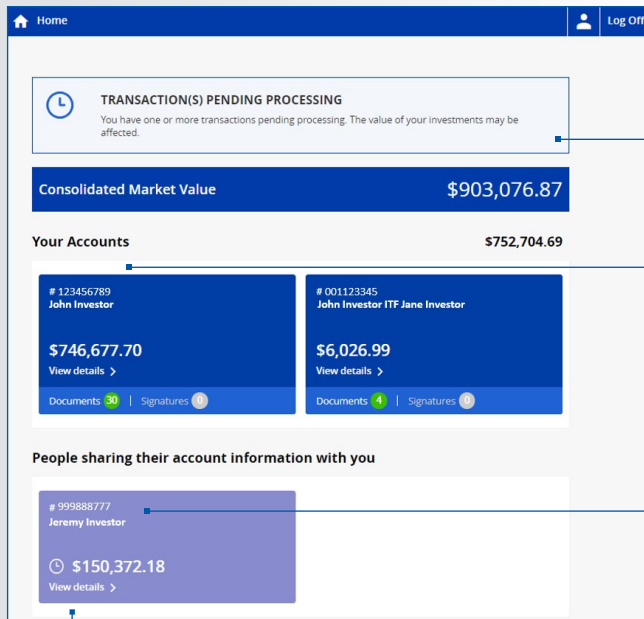 Home
Log Off
TRANSACTION(S) PENDING PROCESSING
You have one or more transactions pending processing. The value of your investments may be
affected.
Consolidated Market Value $903,076.87
Your Accounts $752,704.69
# 123456789
John Investor
$746,677.70
View details >
Documents 30 | Signatures 0
# 001123345
John Investor ITF Jane Investor
$6,026.99
View details >
Documents 4 | Signatures 0
People sharing their account information with you
# 999888777
Jeremy Investor
$150,372.18
View details >